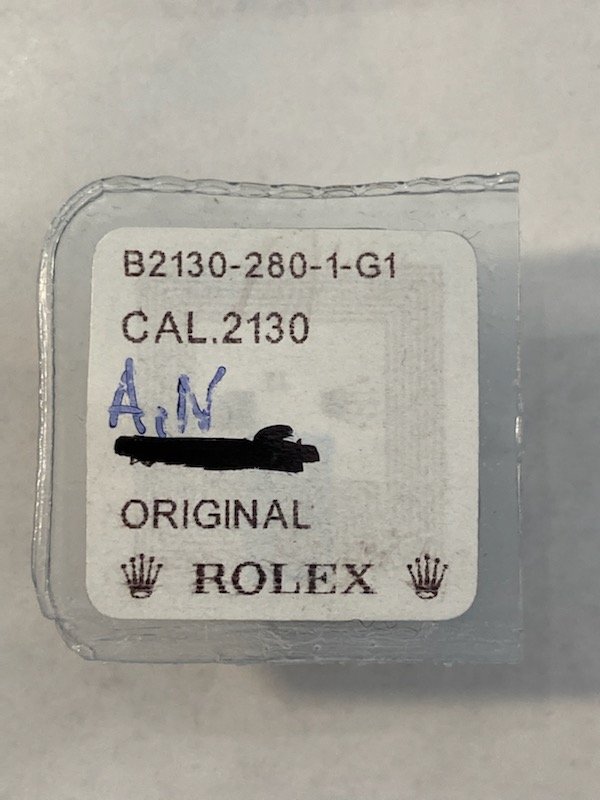 B2130-280-1-G1
CAL.2130
A,N
ORIGINAL
ROLEX